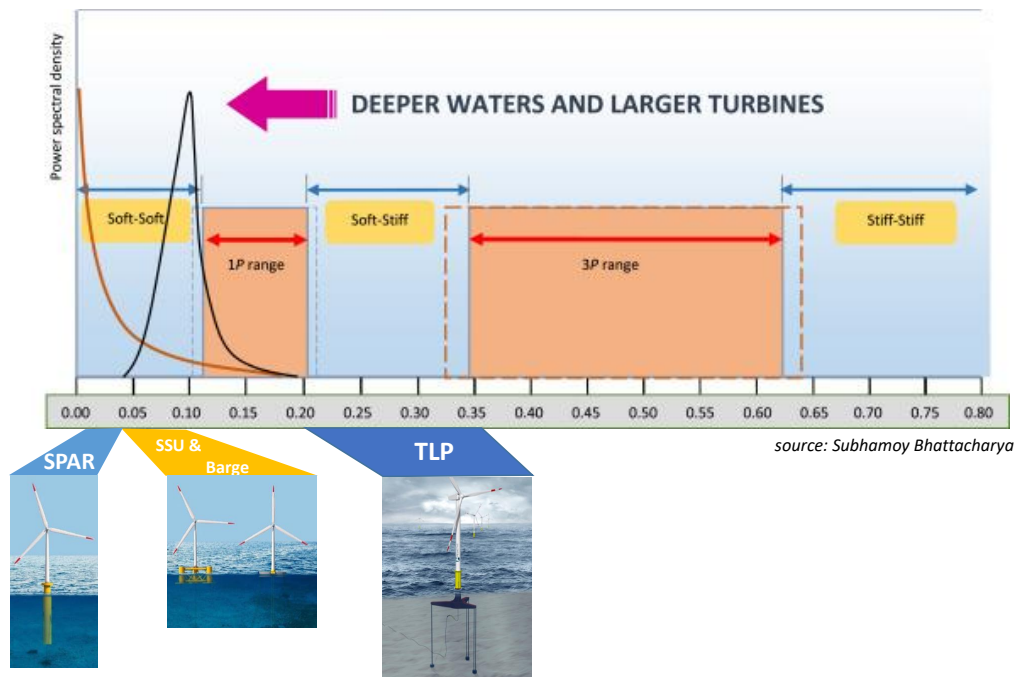 Power spectral density
DEEPER WATERS AND LARGER TURBINES
Soft-Soft
Soft-Stiff
Stiff-Stiff
1P range
3P range
0.00 0.05 0.10 0.15 0.20 0.25 0.30 0.35 0.40 0.45 0.50 0.55 0.60 0.65 0.70 0.75 0.80
SPAR
SSU &
Barge
TLP
source: Subhamoy Bhattacharya